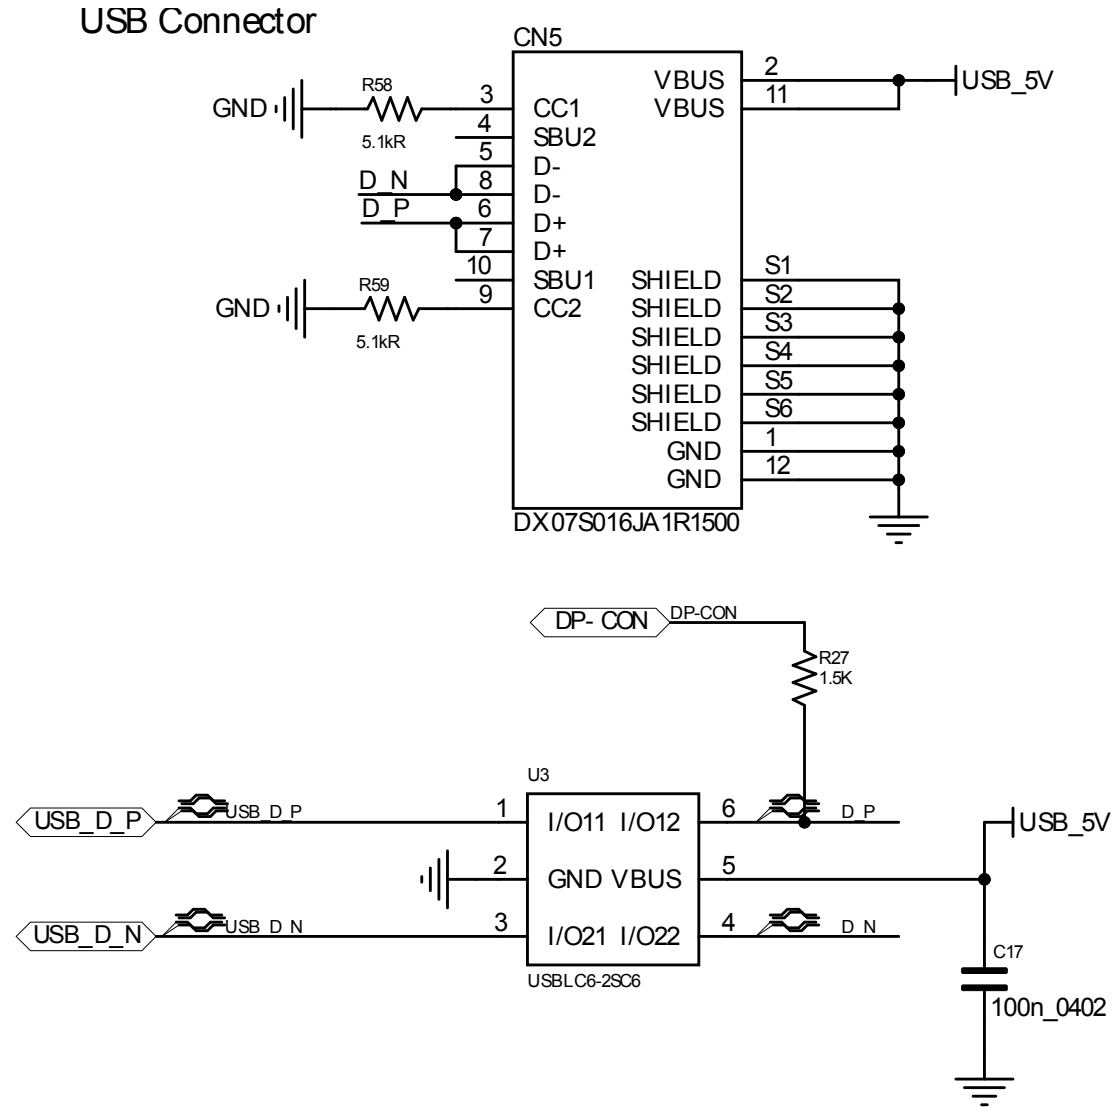 USB Connector
CN5
R58
GND
5.1kR
3
CC1
VBUS
2
USB_5V
4
SBU2
VBUS
11
5
D-
D_N
8
D-
D_P
6
D+
7
D+
10
SBU1
SHIELD
S1
R59
GND
5.1kR
9
CC2
SHIELD
S2
SHIELD
S3
SHIELD
S4
SHIELD
S5
SHIELD
S6
GND
1
GND
12
DX07S016JA1R1500
DP-CON
DP-CON
R27
1.5K
U3
USB_D_P
USB_D_P
1
I/O11
I/O12
6
D_P
USB_5V
2
GND
VBUS
5
USB_D_N
USB_D_N
3
I/O21
I/O22
4
D_N
USBLC6-2SC6
C17
100n_0402